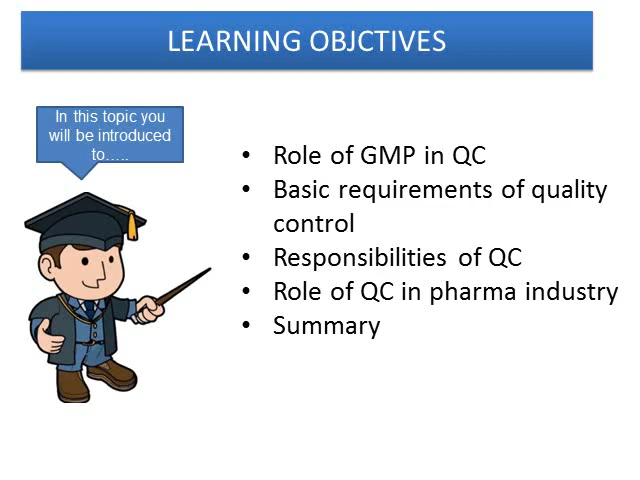 LEARNING OBJCTIVES
In this topic you
will be introduced
to…..
• Role of GMP in QC
• Basic requirements of quality
control
• Responsibilities of QC
• Role of QC in pharma industry
• Summary